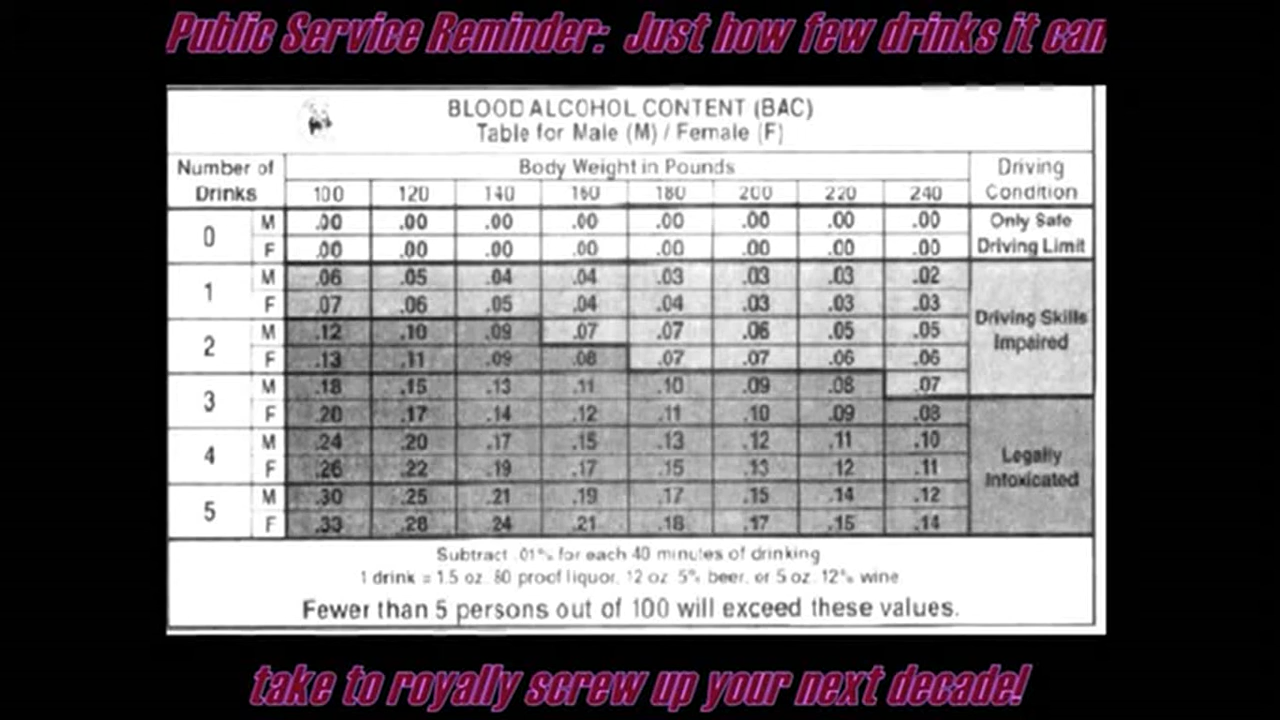 Public Service Reminder: Just how few drinks it can
BLOOD ALCOHOL CONTENT (BAC)
Table for Male (M) / Female (F)
Number of Drinks Body Weight in Pounds Driving Condition
100 120 140 160 180 200 220 240
0 M .00 .00 .00 .00 .00 .00 .00 .00 Only Safe
F .00 .00 .00 .00 .00 .00 .00 .00 Driving Limit
1 M .06 .05 .04 .04 .03 .03 .03 .02
F .07 .06 .05 .04 .04 .03 .03 .03 Driving Skills
2 M .12 .10 .09 .07 .07 .06 .05 .05 Impaired
F .13 .11 .09 .08 .07 .07 .06 .06
3 M .18 .15 .13 .11 .10 .09 .08 .07
F .20 .17 .14 .12 .11 .10 .09 .08
4 M .24 .20 .17 .15 .13 .12 .11 .10 Legally
F .26 .22 .19 .17 .15 .13 .12 .11 Intoxicated
5 M .30 .25 .21 .19 .17 .15 .14 .12
F .33 .28 .24 .21 .18 .17 .15 .14
Subtract .01% for each 40 minutes of drinking
1 drink = 1.5 oz. 80 proof liquor, 12 oz. 5% beer, or 5 oz. 12% wine
Fewer than 5 persons out of 100 will exceed these values.
take to royally screw up your next decade!